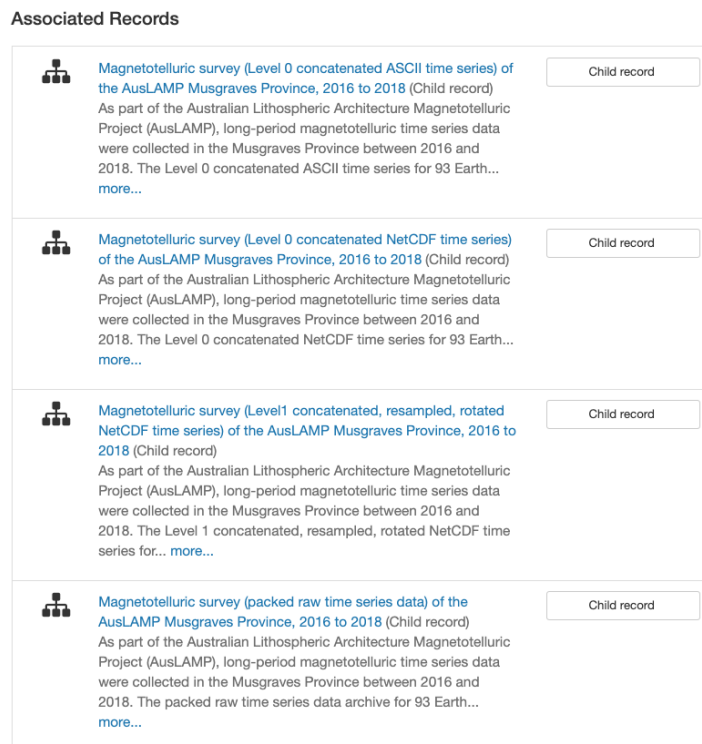 Associated Records
Magnetotelluric survey (Level 0 concatenated ASCII time series) of
the AusLAMP Musgraves Province, 2016 to 2018 (Child record)
As part of the Australian Lithospheric Architecture Magnetotelluric
Project (AusLAMP), long-period magnetotelluric time series data
were collected in the Musgraves Province between 2016 and
2018. The Level 0 concatenated ASCII time series for 93 Earth...
more...
Child record
Magnetotelluric survey (Level 0 concatenated NetCDF time series)
of the AusLAMP Musgraves Province, 2016 to 2018 (Child record)
As part of the Australian Lithospheric Architecture Magnetotelluric
Project (AusLAMP), long-period magnetotelluric time series data
were collected in the Musgraves Province between 2016 and
2018. The Level 0 concatenated NetCDF time series for 93 Earth...
more...
Child record
Magnetotelluric survey (Level1 concatenated, resampled, rotated
NetCDF time series) of the AusLAMP Musgraves Province, 2016 to
2018 (Child record)
As part of the Australian Lithospheric Architecture Magnetotelluric
Project (AusLAMP), long-period magnetotelluric time series data
were collected in the Musgraves Province between 2016 and
2018. The Level 1 concatenated, resampled, rotated NetCDF time
series for... more...
Child record
Magnetotelluric survey (packed raw time series data) of the
AusLAMP Musgraves Province, 2016 to 2018 (Child record)
As part of the Australian Lithospheric Architecture Magnetotelluric
Project (AusLAMP), long-period magnetotelluric time series data
were collected in the Musgraves Province between 2016 and
2018. The packed raw time series data archive for 93 Earth...
more...
Child record